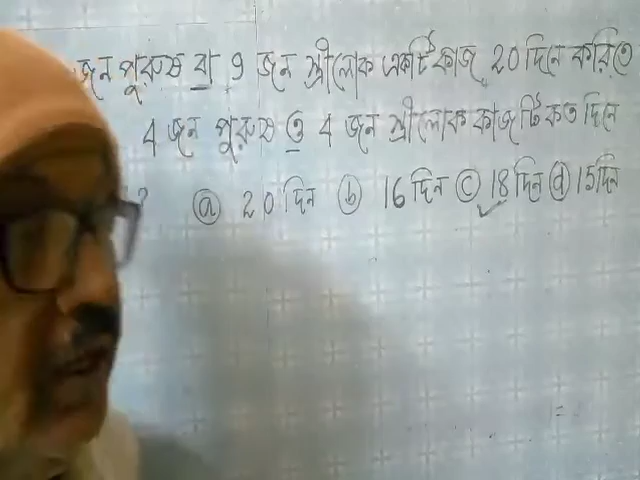 জন পুরুষ বা 9 জন স্ত্রীলোক একটি কাজ 20 দিনে করিতে
4 জন পুরুষ ও 4 জন স্ত্রীলোক কাজটি কত দিনে
? ⓐ 20 দিন ⓑ 16 দিন ⓒ 18 দিন ⓓ 15 দিন